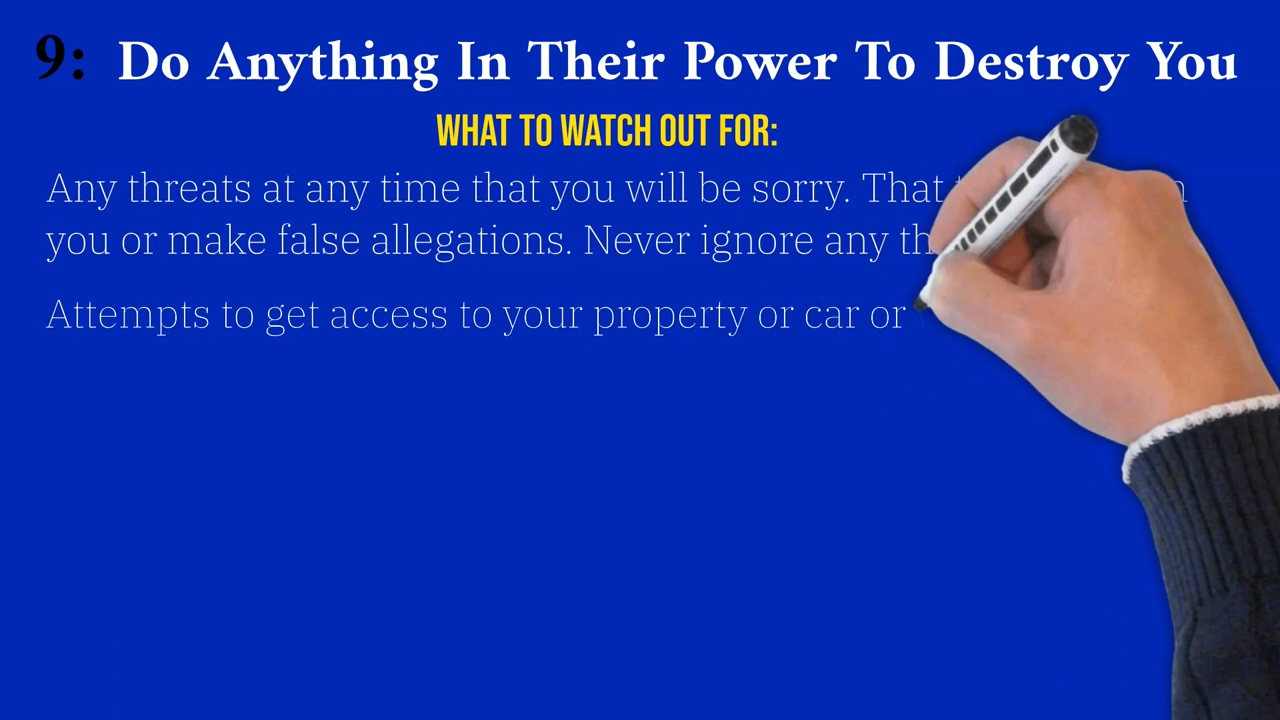 9: Do Anything In Their Power To Destroy You
WHAT TO WATCH OUT FOR:
Any threats at any time that you will be sorry. That
you or make false allegations. Never ignore any
Attempts to get access to your property or car or